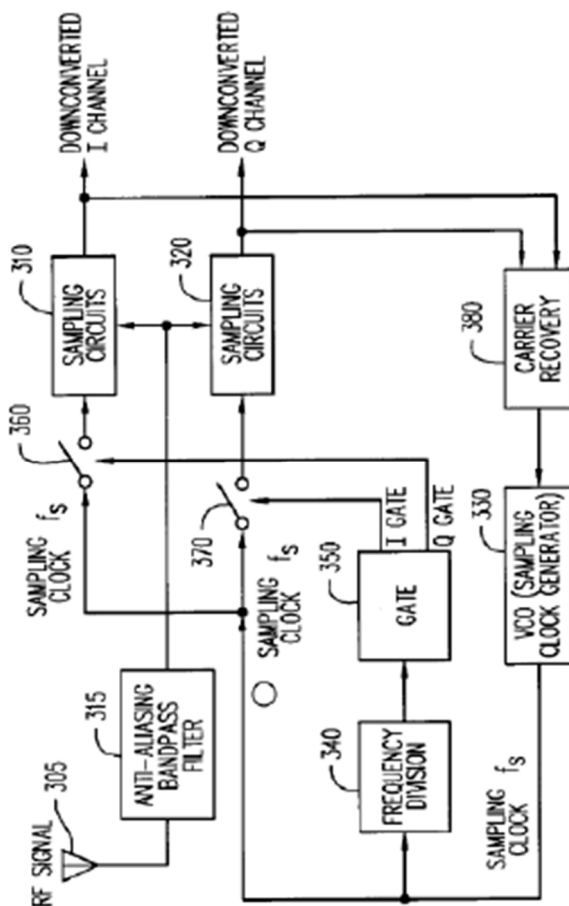 RF SIGNAL
305
315
ANTI-ALIASING
BANDPASS
FILTER
SAMPLING
CLOCK
fs
360
310
SAMPLING
CIRCUITS
DOWNCONVERTED
I CHANNEL
SAMPLING
CLOCK
fs
370
320
SAMPLING
CIRCUITS
DOWNCONVERTED
Q CHANNEL
340
FREQUENCY
DIVISION
350
GATE
I GATE
Q GATE
SAMPLING
CLOCK
fs
330
VCO (SAMPLING
CLOCK GENERATOR)
380
CARRIER
RECOVERY